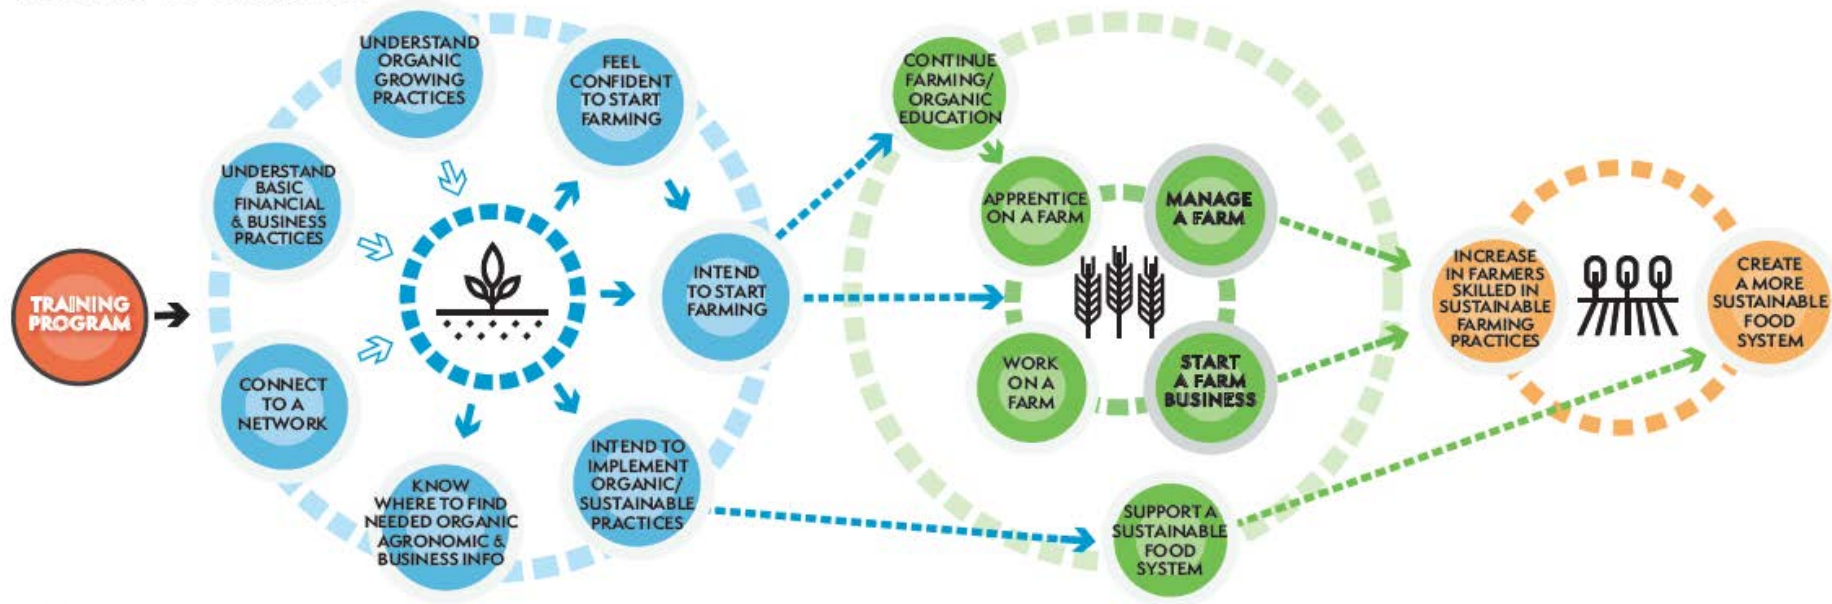 TRAINING
PROGRAM
UNDERSTAND
ORGANIC
GROWING
PRACTICES
UNDERSTAND
BASIC
FINANCIAL
& BUSINESS
PRACTICES
CONNECT
TO A
NETWORK
FEEL
CONFIDENT
TO START
FARMING
INTEND
TO START
FARMING
INTEND TO
IMPLEMENT
ORGANIC/
SUSTAINABLE
PRACTICES
KNOW
WHERE TO FIND
NEEDED ORGANIC
AGRONOMIC &
BUSINESS INFO
CONTINUE
FARMING/
ORGANIC
EDUCATION
APPRENTICE
ON A FARM
MANAGE
A FARM
WORK
ON A
FARM
START
A FARM
BUSINESS
SUPPORT A
SUSTAINABLE
FOOD
SYSTEM
INCREASE
IN FARMERS
SKILLED IN
SUSTAINABLE
FARMING
PRACTICES
CREATE
A MORE
SUSTAINABLE
FOOD
SYSTEM